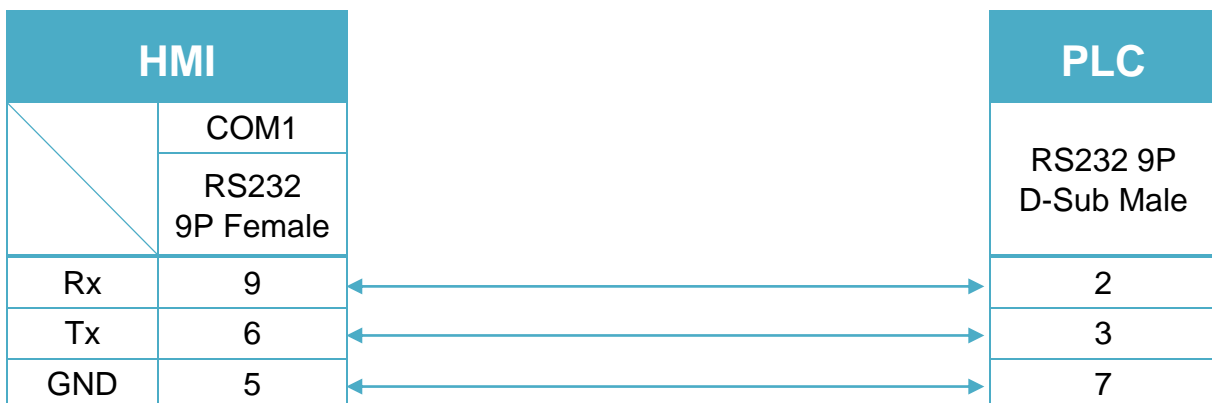 HMI PLC
COM1
RS232
9P Female
RS232 9P
D-Sub Male
Rx 9 2
Tx 6 3
GND 5 7